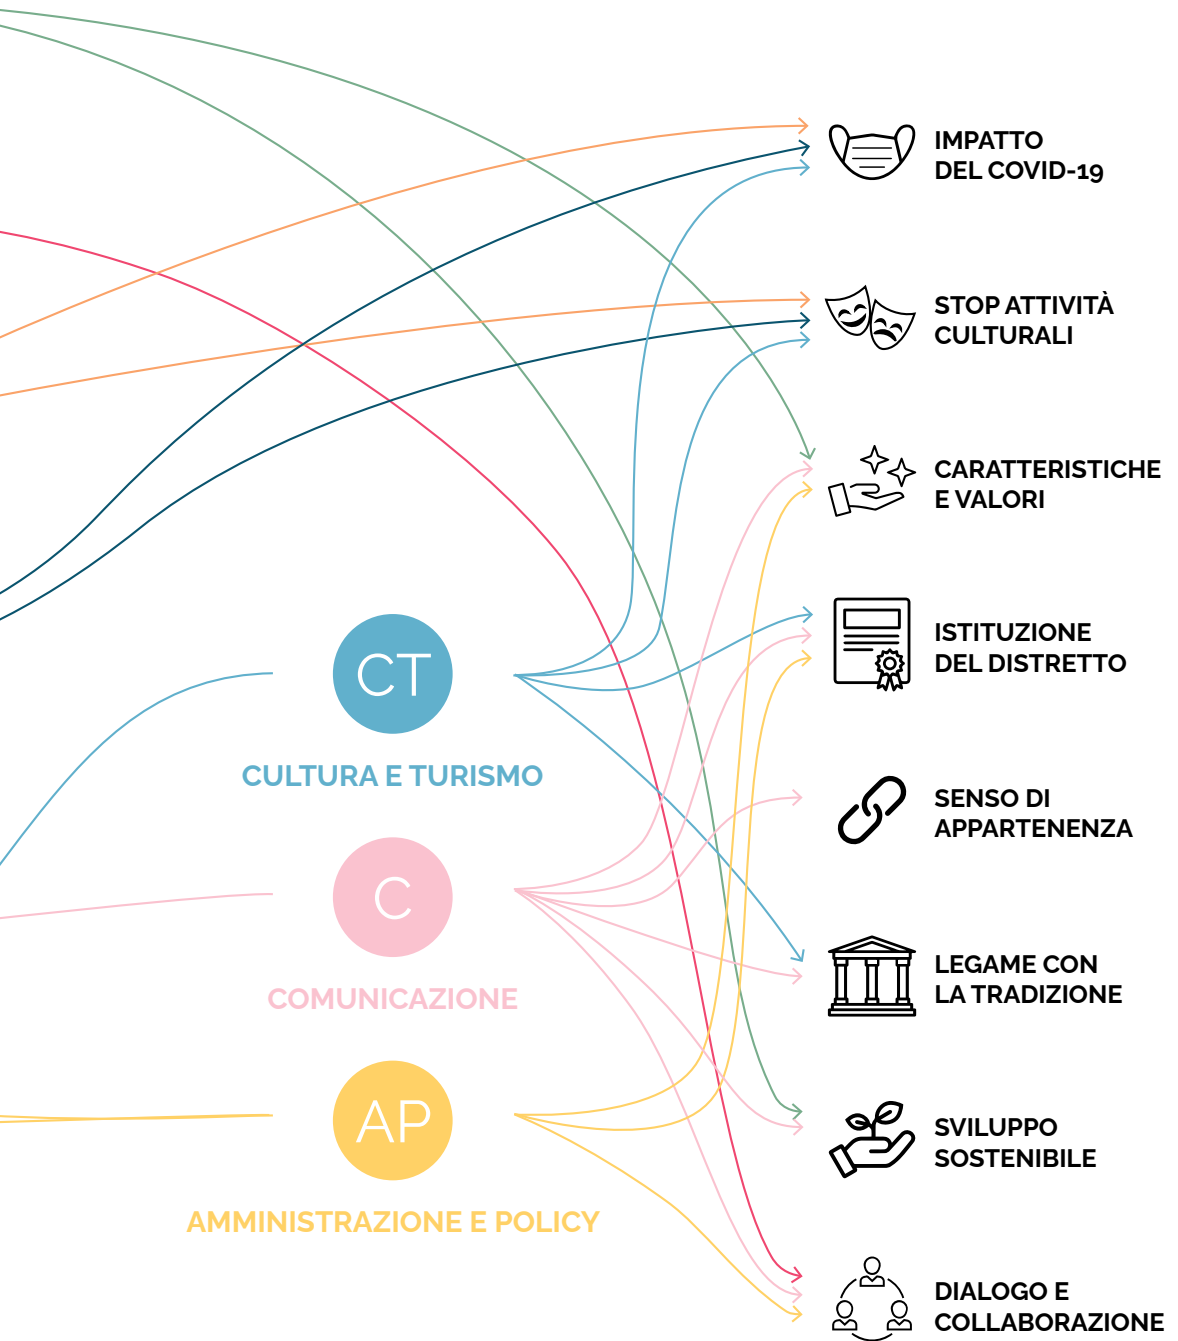 IMPATTO
DEL COVID-19
STOP ATTIVITÀ
CULTURALI
CARATTERISTICHE
E VALORI
ISTITUZIONE
DEL DISTRETTO
CT
CULTURA E TURISMO
SENSO DI
APPARTENENZA
C
COMUNICAZIONE
LEGAME CON
LA TRADIZIONE
AP
AMMINISTRAZIONE E POLICY
SVILUPPO
SOSTENIBILE
DIALOGO E
COLLABORAZIONE